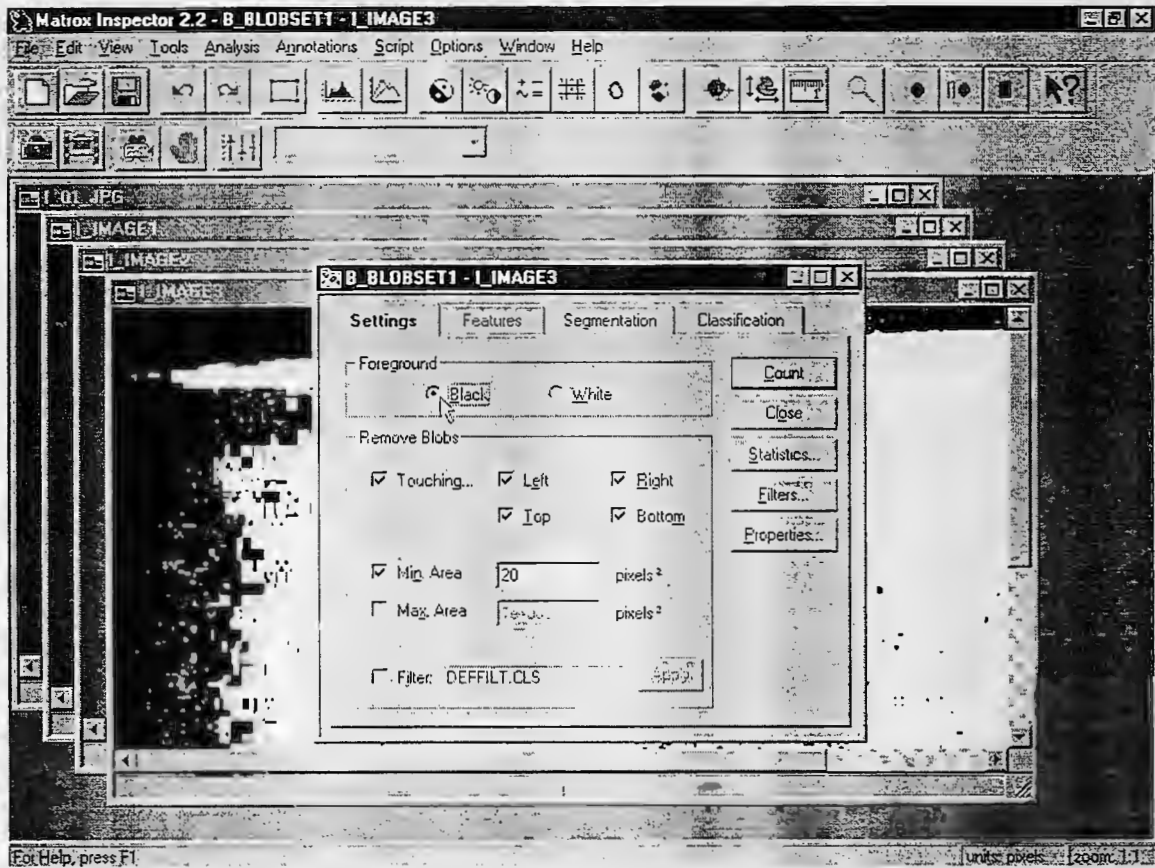 Matrox Inspector 2.2 - B_BLOBSET1 - I_IMAGE3
File Edit View Tools Analysis Annotations Script Options Window Help
I_01_JPG
I_IMAGE1
I_IMAGE2
I_IMAGE3
B_BLOBSET1 - I_IMAGE3
Settings Features Segmentation Classification
Foreground
Black White
Count
Close
Remove Blobs
Statistics...
Touching... Left Right
Filters...
Top Bottom
Properties...
Min. Area 20 pixels²
Max. Area pixels²
Filter: DEFFILT.CLS Apply
For Help, press F1 units: pixels zoom: 1:1